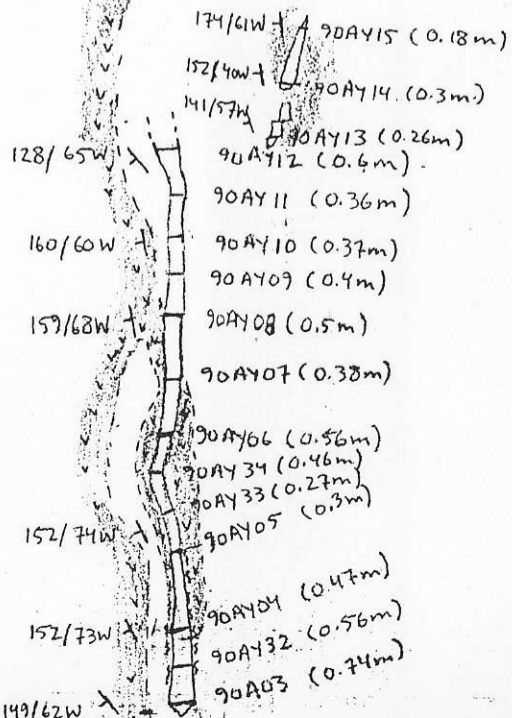 174/61W 90AY15 (0.18m)
152/40W 90AY14 (0.3m)
141/57W 90AY13 (0.26m)
128/65W 90AY12 (0.6m)
90AY11 (0.36m)
160/60W 90AY10 (0.37m)
90AY09 (0.4m)
159/68W 90AY08 (0.5m)
90AY07 (0.38m)
90AY06 (0.56m)
90AY34 (0.46m)
90AY33 (0.27m)
152/74W 90AY05 (0.3m)
90AY04 (0.47m)
152/73W 90AY32 (0.56m)
90A03 (0.74m)
149/62W